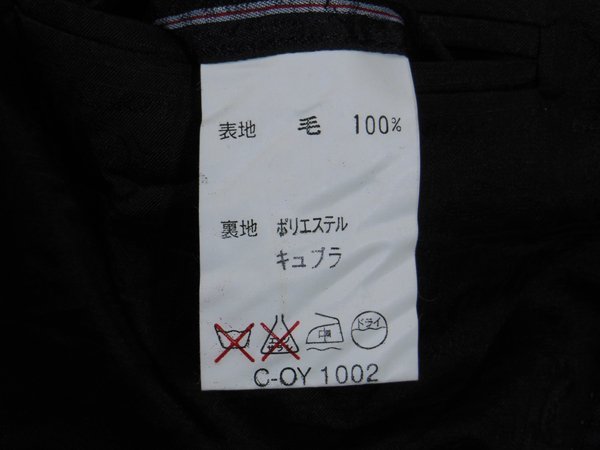 表地 毛 100%
裏地 ポリエステル
キュプラ
中 ドライ
C-OY 1002